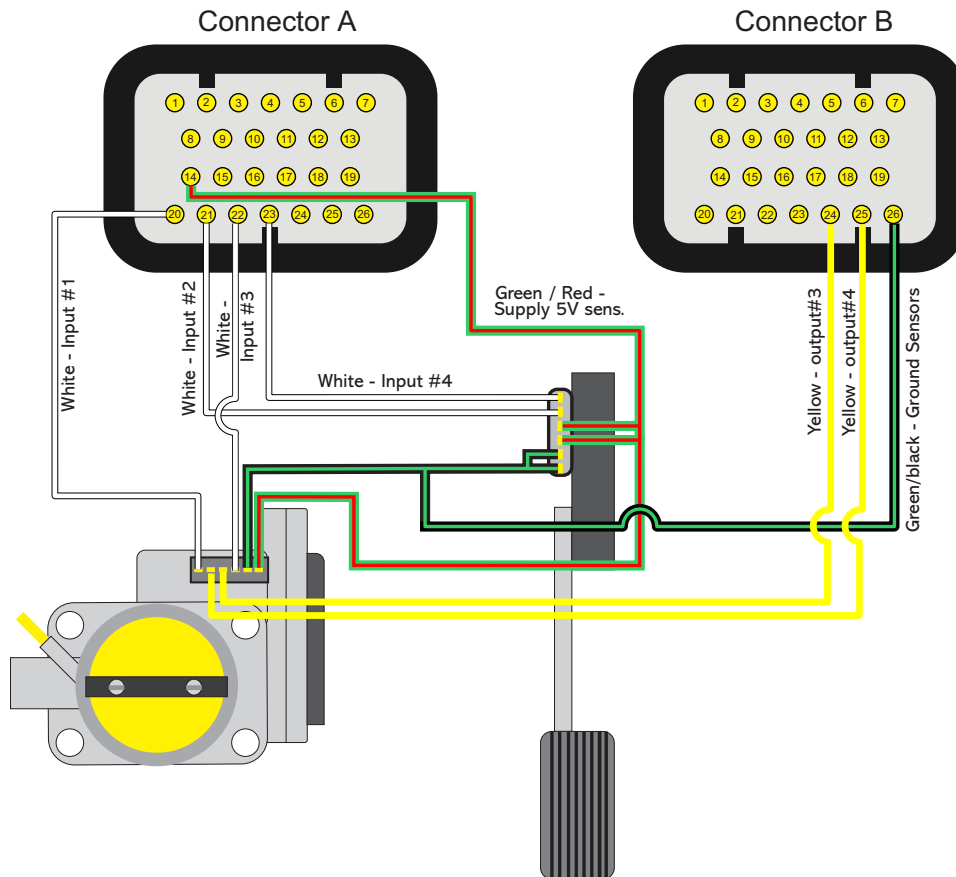 Connector A
Connector B
1 2 3 4 5 6 7
8 9 10 11 12 13
14 15 16 17 18 19
20 21 22 23 24 25 26
1 2 3 4 5 6 7
8 9 10 11 12 13
14 15 16 17 18 19
20 21 22 23 24 25 26
White - Input #1
White - Input #2
White -
Input #3
Green / Red -
Supply 5V sens.
White - Input #4
Yellow - output#3
Yellow - output#4
Green/black - Ground Sensors